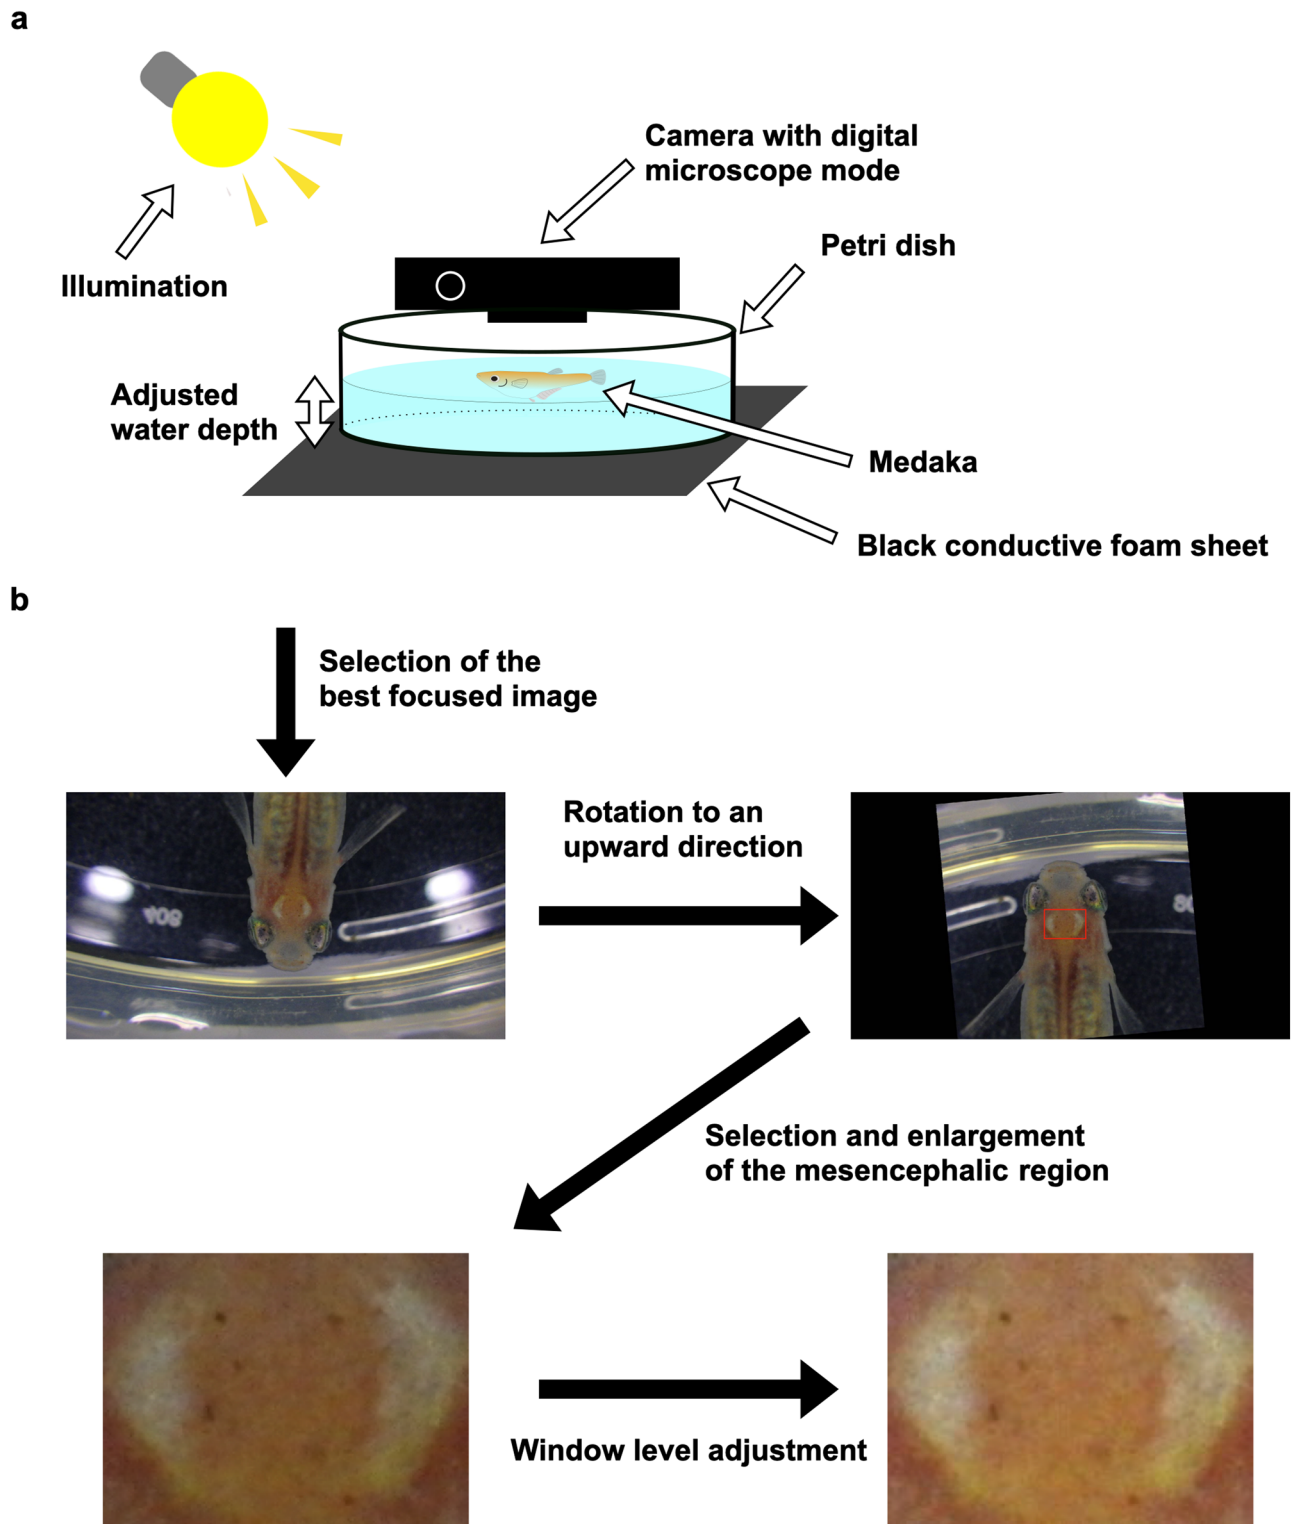 a
Camera with digital
microscope mode
Petri dish
Illumination
Adjusted
water depth
Medaka
Black conductive foam sheet
b
Selection of the
best focused image
Rotation to an
upward direction
Selection and enlargement
of the mesencephalic region
Window level adjustment